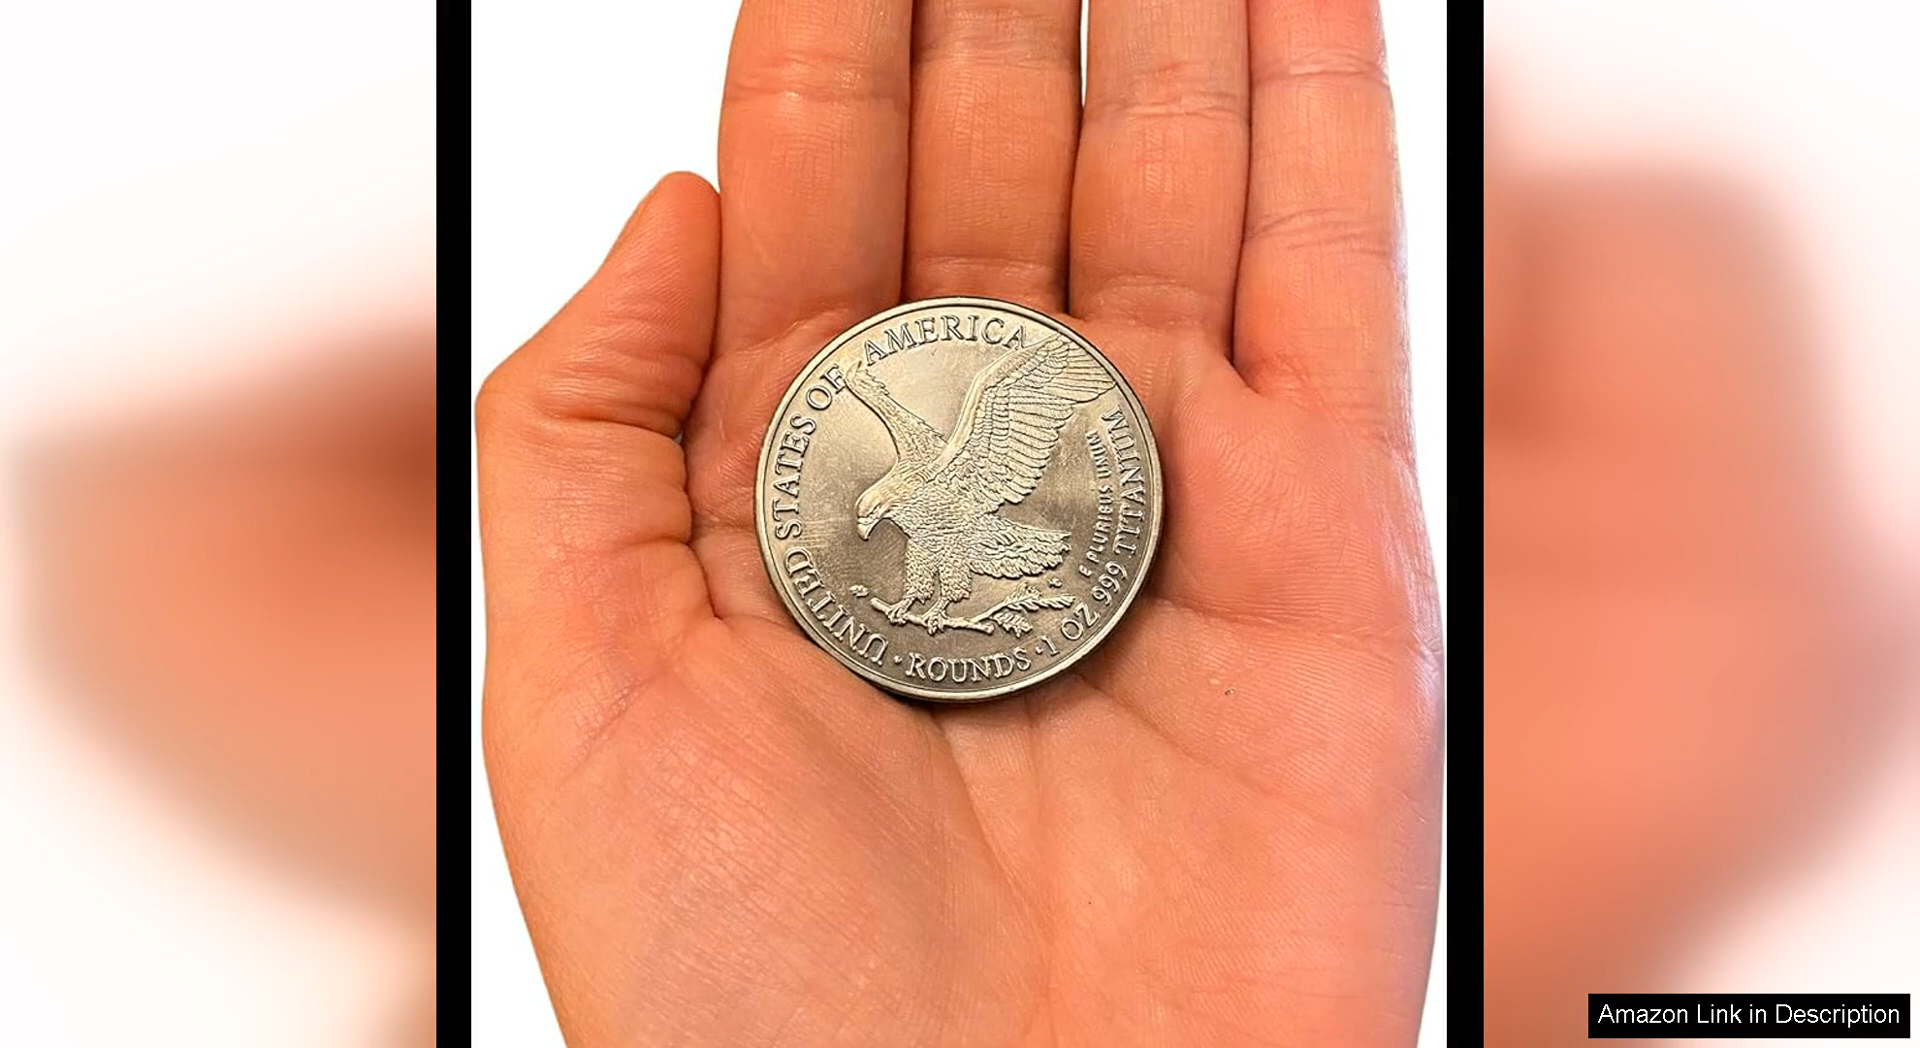 UNITED STATES OF AMERICA
E PLURIBUS UNUM
· ROUNDS · 1 OZ 999 TITANIUM
Amazon Link in Description